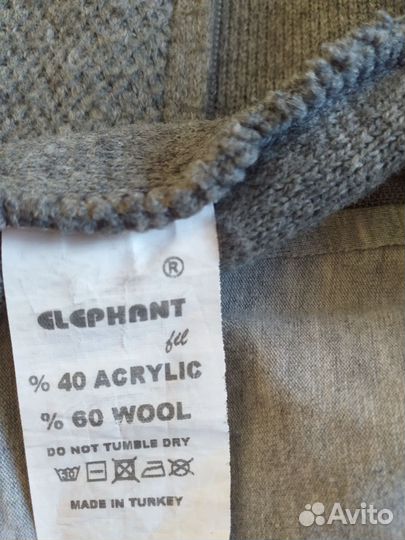 ®
ELEPHANT
fil
% 40 ACRYLIC
% 60 WOOL
DO NOT TUMBLE DRY
MADE IN TURKEY
Avito